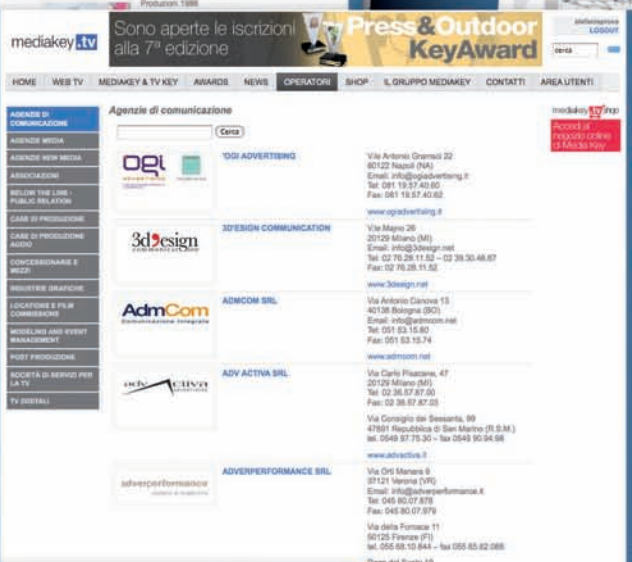 Produzioni 1998
mediakey.tv
Sono aperte le iscrizioni
alla 7ª edizione
Press&Outdoor
KeyAward
LOGOUT
cerca
HOME WEB TV MEDIAKEY & TV KEY AWARDS NEWS OPERATORI SHOP IL GRUPPO MEDIAKEY CONTATTI AREA UTENTI
AGENZIE DI
COMUNICAZIONE
AGENZIE MEDIA
AGENZIE NEW MEDIA
ASSOCIAZIONI
BELOW THE LINE -
PUBLIC RELATION
CASE DI PRODUZIONE
CASE DI PRODUZIONE
AUDIO
CONCESSIONARIE E
MEZZI
INDUSTRIE GRAFICHE
LOCATIONS E FILM
COMMISSIONS
MODELING AND EVENT
MANAGEMENT
POST PRODUZIONE
SOCIETÀ DI SERVIZI PER
LA TV
TV DIGITALI
Agenzie di comunicazione
Cerca
mediakey.tv shop
Accedi al
negozio online
di Media Key
OGI
ADVERTISING
'OGI ADVERTISING
V.le Antonio Gramsci 22
80122 Napoli (NA)
Email: info@ogiadvertising.it
Tel: 081 19.57.40.60
Fax: 081 19.57.40.62
www.ogiadvertising.it
3d'esign
communication
3D'ESIGN COMMUNICATION
V.le Majno 26
20129 Milano (MI)
Email: info@3design.net
Tel: 02 76.28.11.52 – 02 39.30.46.67
Fax: 02 76.28.11.52
www.3design.net
AdmCom
Comunicazione Integrata
ADMCOM SRL
Via Antonio Canova 13
40138 Bologna (BO)
Email: info@admcom.net
Tel: 051 53.15.80
Fax: 051 53.15.74
www.admcom.net
adv activa
ADV ACTIVA SRL
Via Carlo Pisacane, 47
20129 Milano (MI)
Tel: 02 36.57.87.00
Fax: 02 36.57.87.03
Via Consiglio dei Sessanta, 99
47891 Repubblica di San Marino (R.S.M.)
tel. 0549 97.75.30 – fax 0549 90.94.98
www.advactiva.it
adverperformance
ADVERPERFORMANCE SRL
Via Orti Manara 9
37121 Verona (VR)
Email: info@adverperformance.it
Tel: 045 80.07.878
Fax: 045 80.07.979
Via della Fornace 11
50125 Firenze (FI)
tel. 055 68.10.844 – fax 055 65.82.088